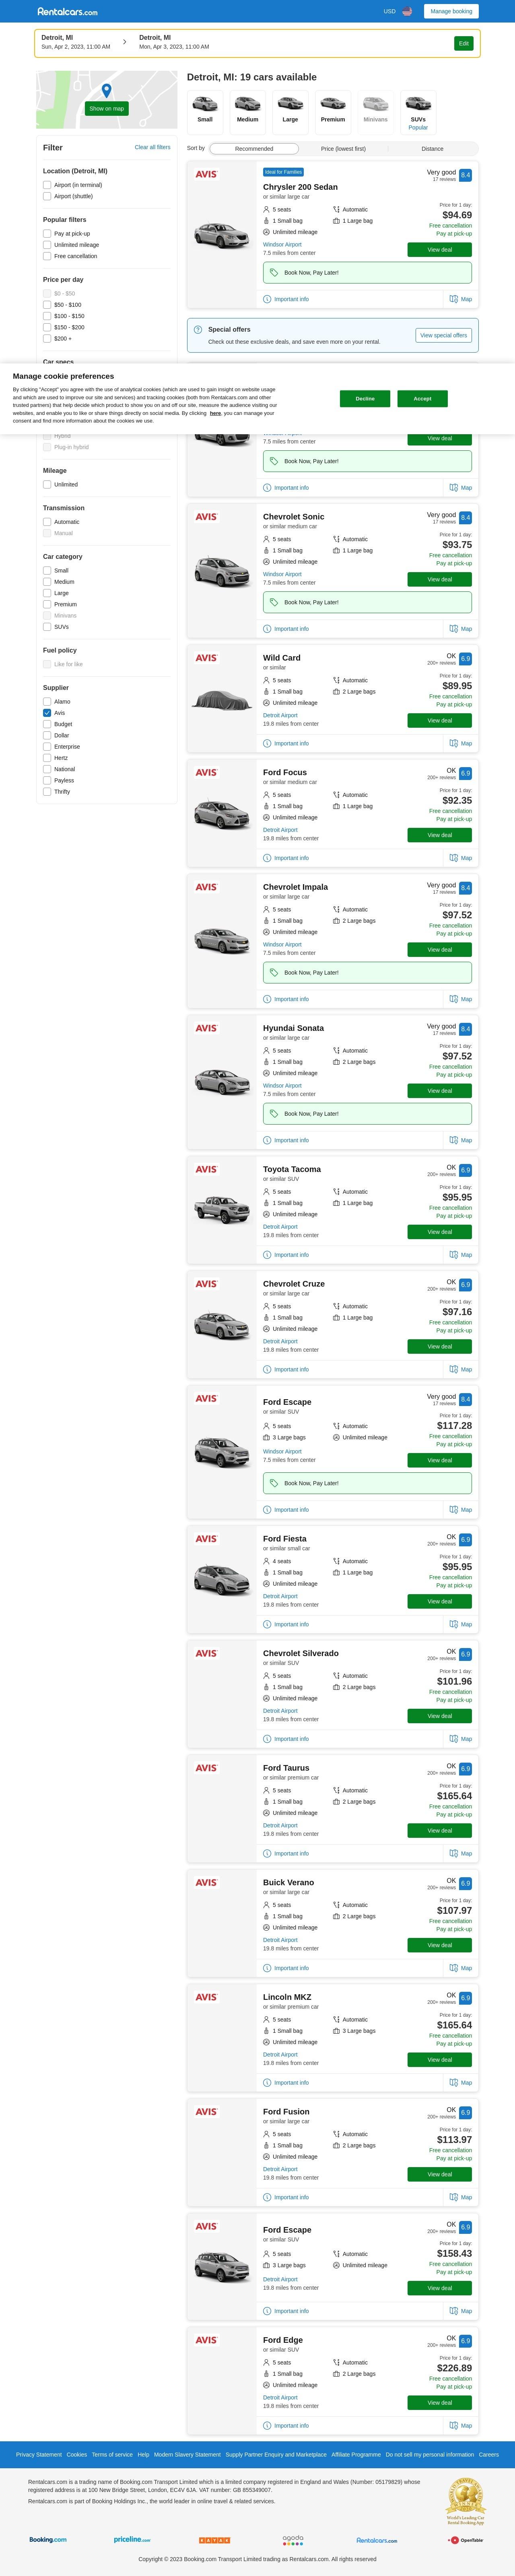 Rentalcars.com
USD
Manage booking
Detroit, MI
Sun, Apr 2, 2023, 11:00 AM
Detroit, MI
Mon, Apr 3, 2023, 11:00 AM
Edit
Show on map
Filter
Clear all filters
Location (Detroit, MI)
Airport (in terminal)
Airport (shuttle)
Popular filters
Pay at pick-up
Unlimited mileage
Free cancellation
Price per day
$0 - $50
$50 - $100
$100 - $150
$150 - $200
$200 +
Car specs
Hybrid
Plug-in hybrid
Mileage
Unlimited
Transmission
Automatic
Manual
Car category
Small
Medium
Large
Premium
Minivans
SUVs
Fuel policy
Like for like
Supplier
Alamo
Avis
Budget
Dollar
Enterprise
Hertz
National
Payless
Thrifty
Detroit, MI: 19 cars available
Small
Medium
Large
Premium
Minivans
SUVs
Popular
Sort by
Recommended
Price (lowest first)
Distance
AVIS
Ideal for Families
Chrysler 200 Sedan
or similar large car
5 seats
Automatic
1 Small bag
1 Large bag
Unlimited mileage
Windsor Airport
7.5 miles from center
Very good
17 reviews
8.4
Price for 1 day:
$94.69
Free cancellation
Pay at pick-up
View deal
Book Now, Pay Later!
Important info
Map
Special offers
Check out these exclusive deals, and save even more on your rental.
View special offers
Manage cookie preferences
By clicking "Accept" you agree with the use of analytical cookies (which are used to gain insight on website usage
and to improve our site and services) and tracking cookies (both from Rentalcars.com and other
trusted partners) that help decide which product to show you on and off our site, measure the audience visiting our
websites, and enable you to like or share things directly on social media. By clicking here, you can manage your
consent and find more information about the cookies we use.
Decline
Accept
7.5 miles from center
View deal
Book Now, Pay Later!
Important info
Map
AVIS
Chevrolet Sonic
or similar medium car
5 seats
Automatic
1 Small bag
1 Large bag
Unlimited mileage
Windsor Airport
7.5 miles from center
Very good
17 reviews
8.4
Price for 1 day:
$93.75
Free cancellation
Pay at pick-up
View deal
Book Now, Pay Later!
Important info
Map
AVIS
Wild Card
or similar
5 seats
Automatic
1 Small bag
2 Large bags
Unlimited mileage
Detroit Airport
19.8 miles from center
OK
200+ reviews
6.9
Price for 1 day:
$89.95
Free cancellation
Pay at pick-up
View deal
Important info
Map
AVIS
Ford Focus
or similar medium car
5 seats
Automatic
1 Small bag
1 Large bag
Unlimited mileage
Detroit Airport
19.8 miles from center
OK
200+ reviews
6.9
Price for 1 day:
$92.35
Free cancellation
Pay at pick-up
View deal
Important info
Map
AVIS
Chevrolet Impala
or similar large car
5 seats
Automatic
1 Small bag
2 Large bags
Unlimited mileage
Windsor Airport
7.5 miles from center
Very good
17 reviews
8.4
Price for 1 day:
$97.52
Free cancellation
Pay at pick-up
View deal
Book Now, Pay Later!
Important info
Map
AVIS
Hyundai Sonata
or similar large car
5 seats
Automatic
1 Small bag
2 Large bags
Unlimited mileage
Windsor Airport
7.5 miles from center
Very good
17 reviews
8.4
Price for 1 day:
$97.52
Free cancellation
Pay at pick-up
View deal
Book Now, Pay Later!
Important info
Map
AVIS
Toyota Tacoma
or similar SUV
5 seats
Automatic
1 Small bag
1 Large bag
Unlimited mileage
Detroit Airport
19.8 miles from center
OK
200+ reviews
6.9
Price for 1 day:
$95.95
Free cancellation
Pay at pick-up
View deal
Important info
Map
AVIS
Chevrolet Cruze
or similar large car
5 seats
Automatic
1 Small bag
1 Large bag
Unlimited mileage
Detroit Airport
19.8 miles from center
OK
200+ reviews
6.9
Price for 1 day:
$97.16
Free cancellation
Pay at pick-up
View deal
Important info
Map
AVIS
Ford Escape
or similar SUV
5 seats
Automatic
3 Large bags
Unlimited mileage
Windsor Airport
7.5 miles from center
Very good
17 reviews
8.4
Price for 1 day:
$117.28
Free cancellation
Pay at pick-up
View deal
Book Now, Pay Later!
Important info
Map
AVIS
Ford Fiesta
or similar small car
4 seats
Automatic
1 Small bag
1 Large bag
Unlimited mileage
Detroit Airport
19.8 miles from center
OK
200+ reviews
6.9
Price for 1 day:
$95.95
Free cancellation
Pay at pick-up
View deal
Important info
Map
AVIS
Chevrolet Silverado
or similar SUV
5 seats
Automatic
1 Small bag
2 Large bags
Unlimited mileage
Detroit Airport
19.8 miles from center
OK
200+ reviews
6.9
Price for 1 day:
$101.96
Free cancellation
Pay at pick-up
View deal
Important info
Map
AVIS
Ford Taurus
or similar premium car
5 seats
Automatic
1 Small bag
2 Large bags
Unlimited mileage
Detroit Airport
19.8 miles from center
OK
200+ reviews
6.9
Price for 1 day:
$165.64
Free cancellation
Pay at pick-up
View deal
Important info
Map
AVIS
Buick Verano
or similar large car
5 seats
Automatic
1 Small bag
2 Large bags
Unlimited mileage
Detroit Airport
19.8 miles from center
OK
200+ reviews
6.9
Price for 1 day:
$107.97
Free cancellation
Pay at pick-up
View deal
Important info
Map
AVIS
Lincoln MKZ
or similar premium car
5 seats
Automatic
1 Small bag
3 Large bags
Unlimited mileage
Detroit Airport
19.8 miles from center
OK
200+ reviews
6.9
Price for 1 day:
$165.64
Free cancellation
Pay at pick-up
View deal
Important info
Map
AVIS
Ford Fusion
or similar large car
5 seats
Automatic
1 Small bag
2 Large bags
Unlimited mileage
Detroit Airport
19.8 miles from center
OK
200+ reviews
6.9
Price for 1 day:
$113.97
Free cancellation
Pay at pick-up
View deal
Important info
Map
AVIS
Ford Escape
or similar SUV
5 seats
Automatic
3 Large bags
Unlimited mileage
Detroit Airport
19.8 miles from center
OK
200+ reviews
6.9
Price for 1 day:
$158.43
Free cancellation
Pay at pick-up
View deal
Important info
Map
AVIS
Ford Edge
or similar SUV
5 seats
Automatic
1 Small bag
2 Large bags
Unlimited mileage
Detroit Airport
19.8 miles from center
OK
200+ reviews
6.9
Price for 1 day:
$226.89
Free cancellation
Pay at pick-up
View deal
Important info
Map
Privacy Statement Cookies Terms of service Help Modern Slavery Statement Supply Partner Enquiry and Marketplace Affiliate Programme Do not sell my personal information Careers
Rentalcars.com is a trading name of Booking.com Transport Limited which is a limited company registered in England and Wales (Number: 05179829) whose
registered address is at 100 New Bridge Street, London, EC4V 6JA. VAT number: GB 855349007.
Rentalcars.com is part of Booking Holdings Inc., the world leader in online travel & related services.
World's Leading Car
Rental Booking App
Booking.com
priceline.com
KAYAK
agoda
Rentalcars.com
OpenTable
Copyright © 2023 Booking.com Transport Limited trading as Rentalcars.com. All rights reserved